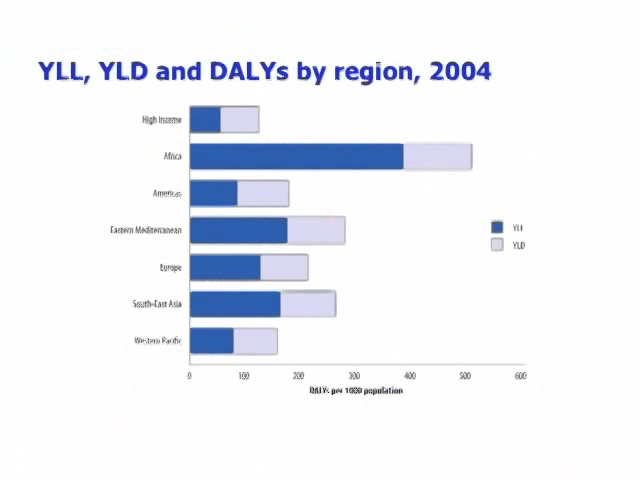 YLL, YLD and DALYs by region, 2004
High Income
Africa
Americas
Eastern Mediterranean
Europe
South-East Asia
Western Pacific
YLL
YLD
0 100 200 300 400 500 600
DALYs per 1000 population